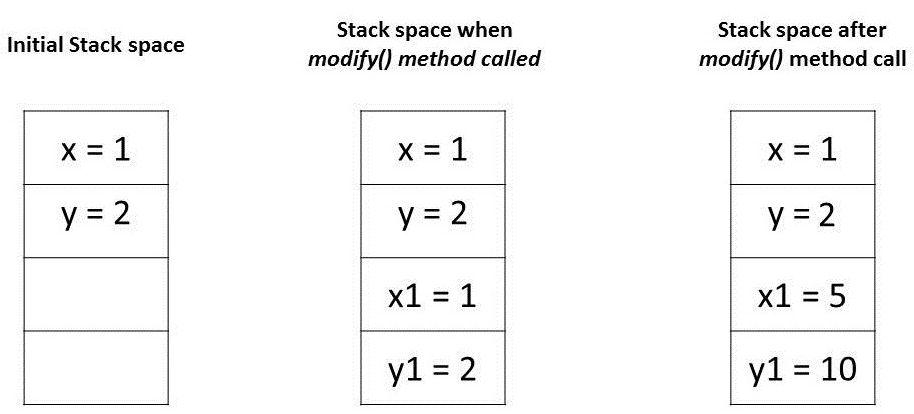 Initial Stack space
Stack space when
modify() method called
Stack space after
modify() method call
x = 1
y = 2
x = 1
y = 2
x1 = 1
y1 = 2
x = 1
y = 2
x1 = 5
y1 = 10